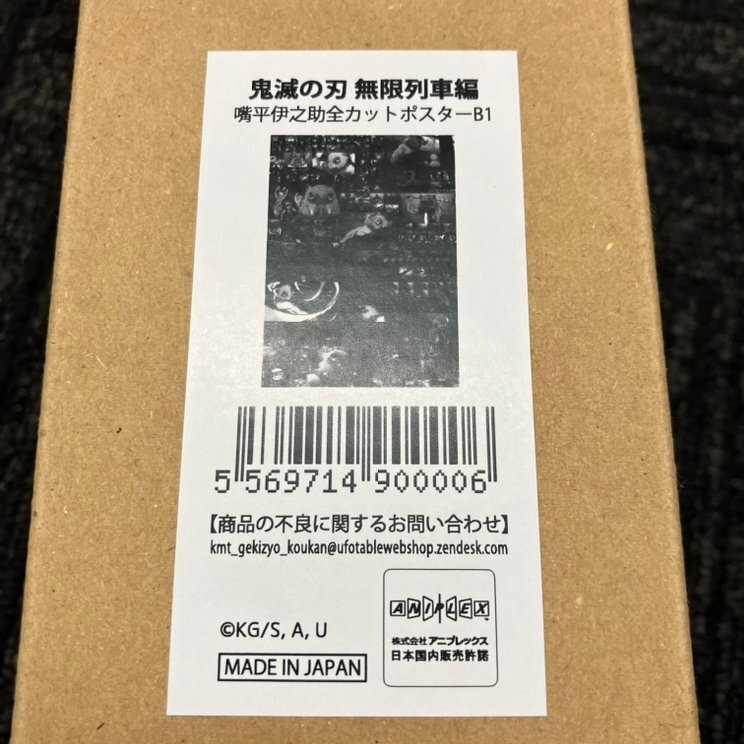 鬼滅の刃 無限列車編
嘴平伊之助全カットポスターB1
5 569714 900006
【商品の不良に関するお問い合わせ】
kmt_gekizyo_koukan@ufotablewebshop.zendesk.com
©KG/S, A, U
MADE IN JAPAN
ANIPLEX
株式会社 アニプレックス
日本国内販売許諾